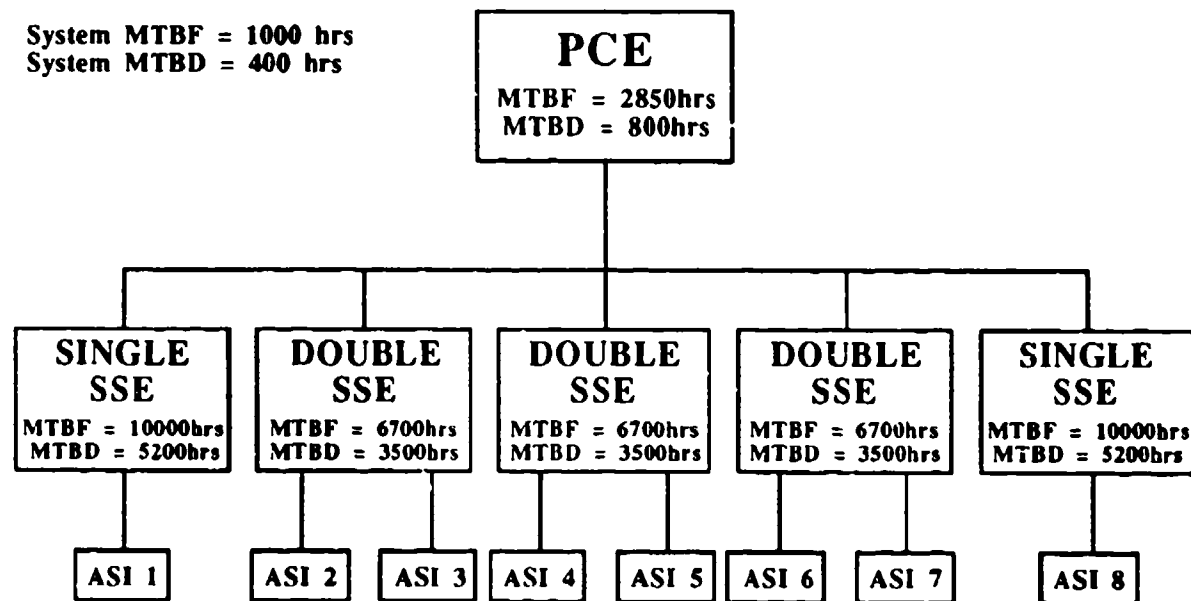 System MTBF = 1000 hrs
System MTBD = 400 hrs
PCE
MTBF = 2850hrs
MTBD = 800hrs
SINGLE
SSE
MTBF = 10000hrs
MTBD = 5200hrs
DOUBLE
SSE
MTBF = 6700hrs
MTBD = 3500hrs
DOUBLE
SSE
MTBF = 6700hrs
MTBD = 3500hrs
DOUBLE
SSE
MTBF = 6700hrs
MTBD = 3500hrs
SINGLE
SSE
MTBF = 10000hrs
MTBD = 5200hrs
ASI 1
ASI 2
ASI 3
ASI 4
ASI 5
ASI 6
ASI 7
ASI 8